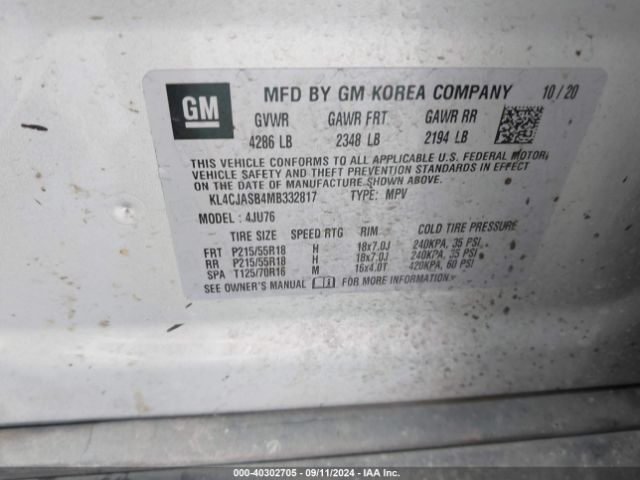 GM
MFD BY GM KOREA COMPANY 10/20
GVWR GAWR FRT. GAWR RR
4286 LB 2348 LB 2194 LB
THIS VEHICLE CONFORMS TO ALL APPLICABLE U.S. FEDERAL MOTOR
VEHICLE SAFETY AND THEFT PREVENTION STANDARDS IN EFFECT ON
THE DATE OF MANUFACTURE SHOWN ABOVE.
KL4CJASB4MB332817 TYPE: MPV
MODEL : 4JU76
TIRE SIZE SPEED RTG RIM COLD TIRE PRESSURE
FRT P215/55R18 H 18x7.0J 240KPA, 35 PSI
RR P215/55R18 H 18x7.0J 240KPA, 35 PSI
SPA T125/70R16 M 16x4.0T 420KPA, 60 PSI
SEE OWNER'S MANUAL FOR MORE INFORMATION
000-40302705 - 09/11/2024 - IAA Inc.